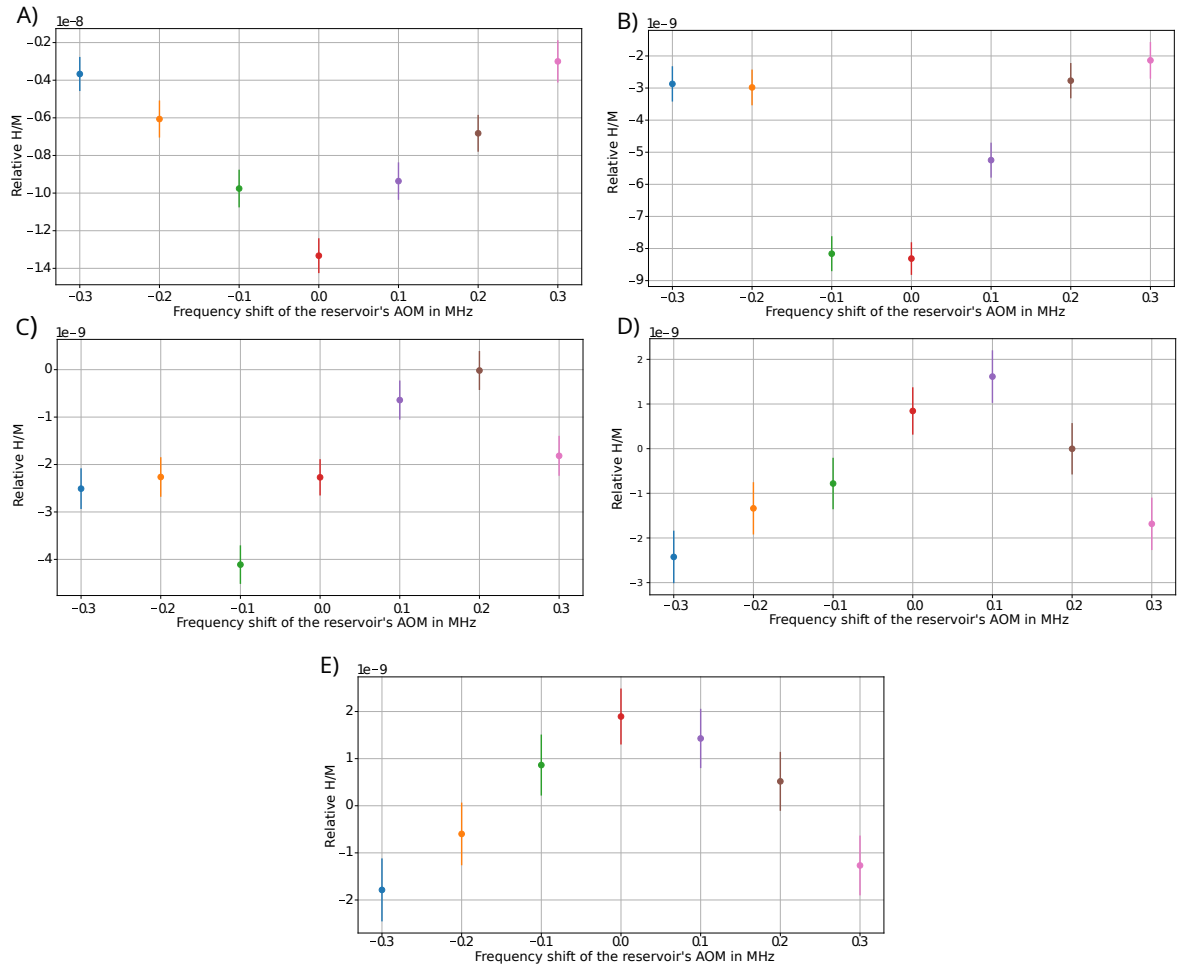 A)
1e−8
−0.2
−0.4
−0.6
−0.8
−1.0
−1.2
−1.4
Relative H/M
−0.3 −0.2 −0.1 0.0 0.1 0.2 0.3
Frequency shift of the reservoir's AOM in MHz
B)
1e−9
−2
−3
−4
−5
−6
−7
−8
−9
Relative H/M
−0.3 −0.2 −0.1 0.0 0.1 0.2 0.3
Frequency shift of the reservoir's AOM in MHz
C)
1e−9
0
−1
−2
−3
−4
Relative H/M
−0.3 −0.2 −0.1 0.0 0.1 0.2 0.3
Frequency shift of the reservoir's AOM in MHz
D)
1e−9
2
1
0
−1
−2
−3
Relative H/M
−0.3 −0.2 −0.1 0.0 0.1 0.2 0.3
Frequency shift of the reservoir's AOM in MHz
E)
1e−9
2
1
0
−1
−2
Relative H/M
−0.3 −0.2 −0.1 0.0 0.1 0.2 0.3
Frequency shift of the reservoir's AOM in MHz